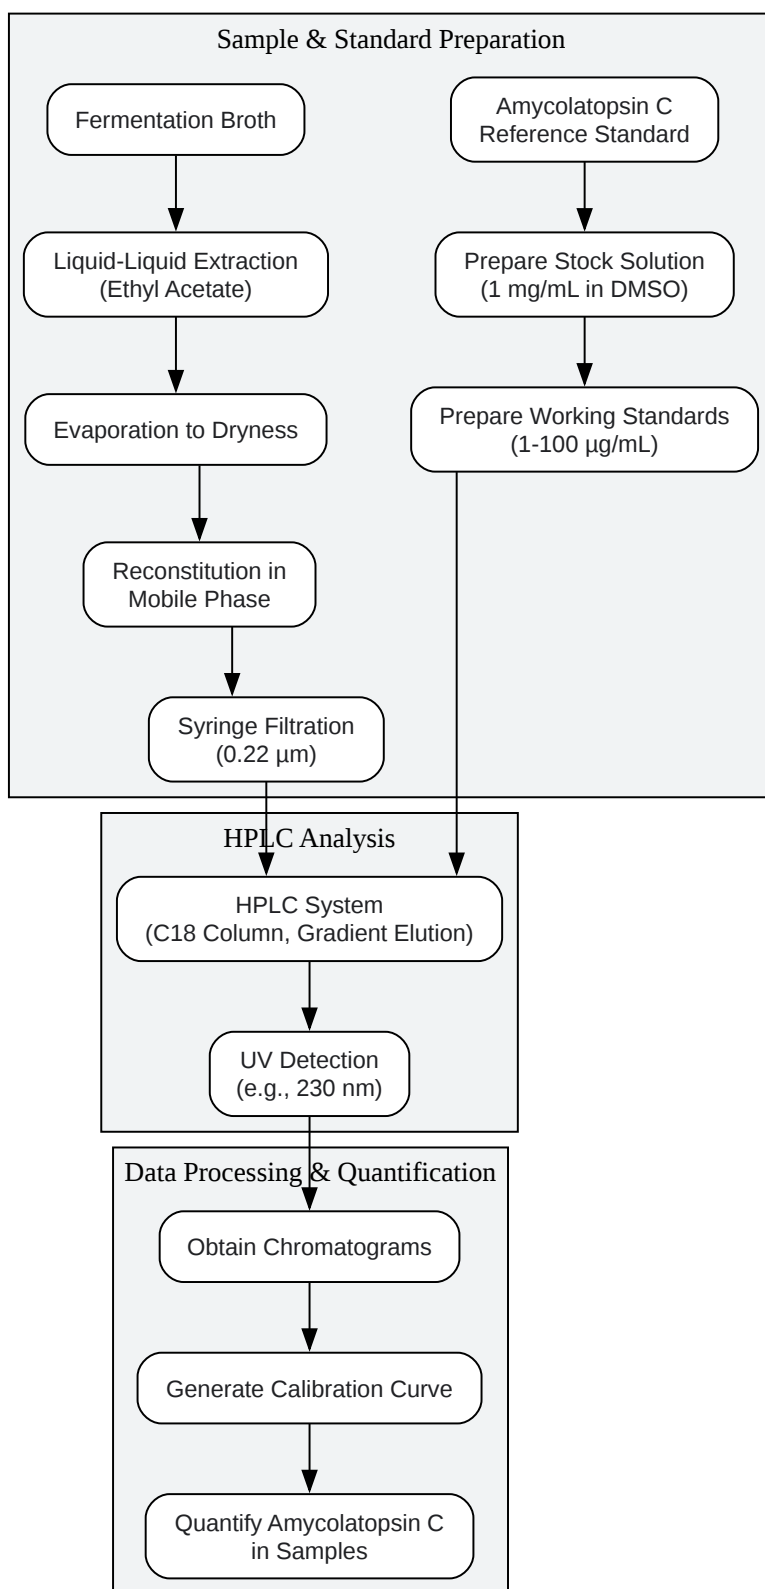 Sample & Standard Preparation
Fermentation Broth
Amycolatopsin C
Reference Standard
Liquid-Liquid Extraction
(Ethyl Acetate)
Prepare Stock Solution
(1 mg/mL in DMSO)
Evaporation to Dryness
Prepare Working Standards
(1-100 µg/mL)
Reconstitution in
Mobile Phase
Syringe Filtration
(0.22 µm)
HPLC Analysis
HPLC System
(C18 Column, Gradient Elution)
UV Detection
(e.g., 230 nm)
Data Processing & Quantification
Obtain Chromatograms
Generate Calibration Curve
Quantify Amycolatopsin C
in Samples